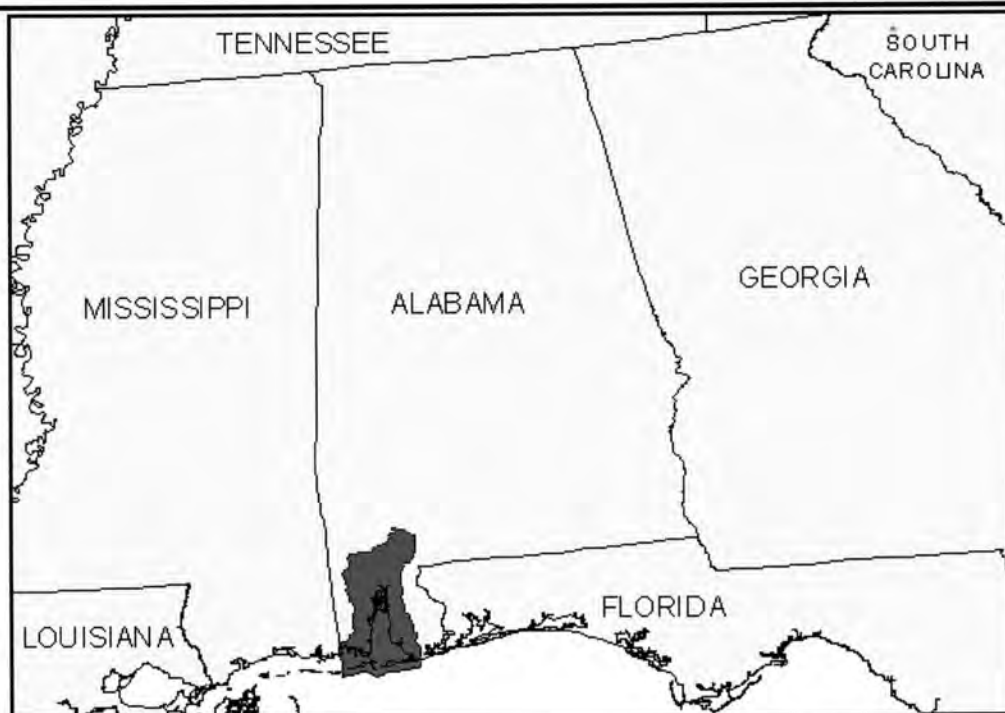 TENNESSEE
SOUTH
CAROLINA
MISSISSIPPI
ALABAMA
GEORGIA
LOUISIANA
FLORIDA